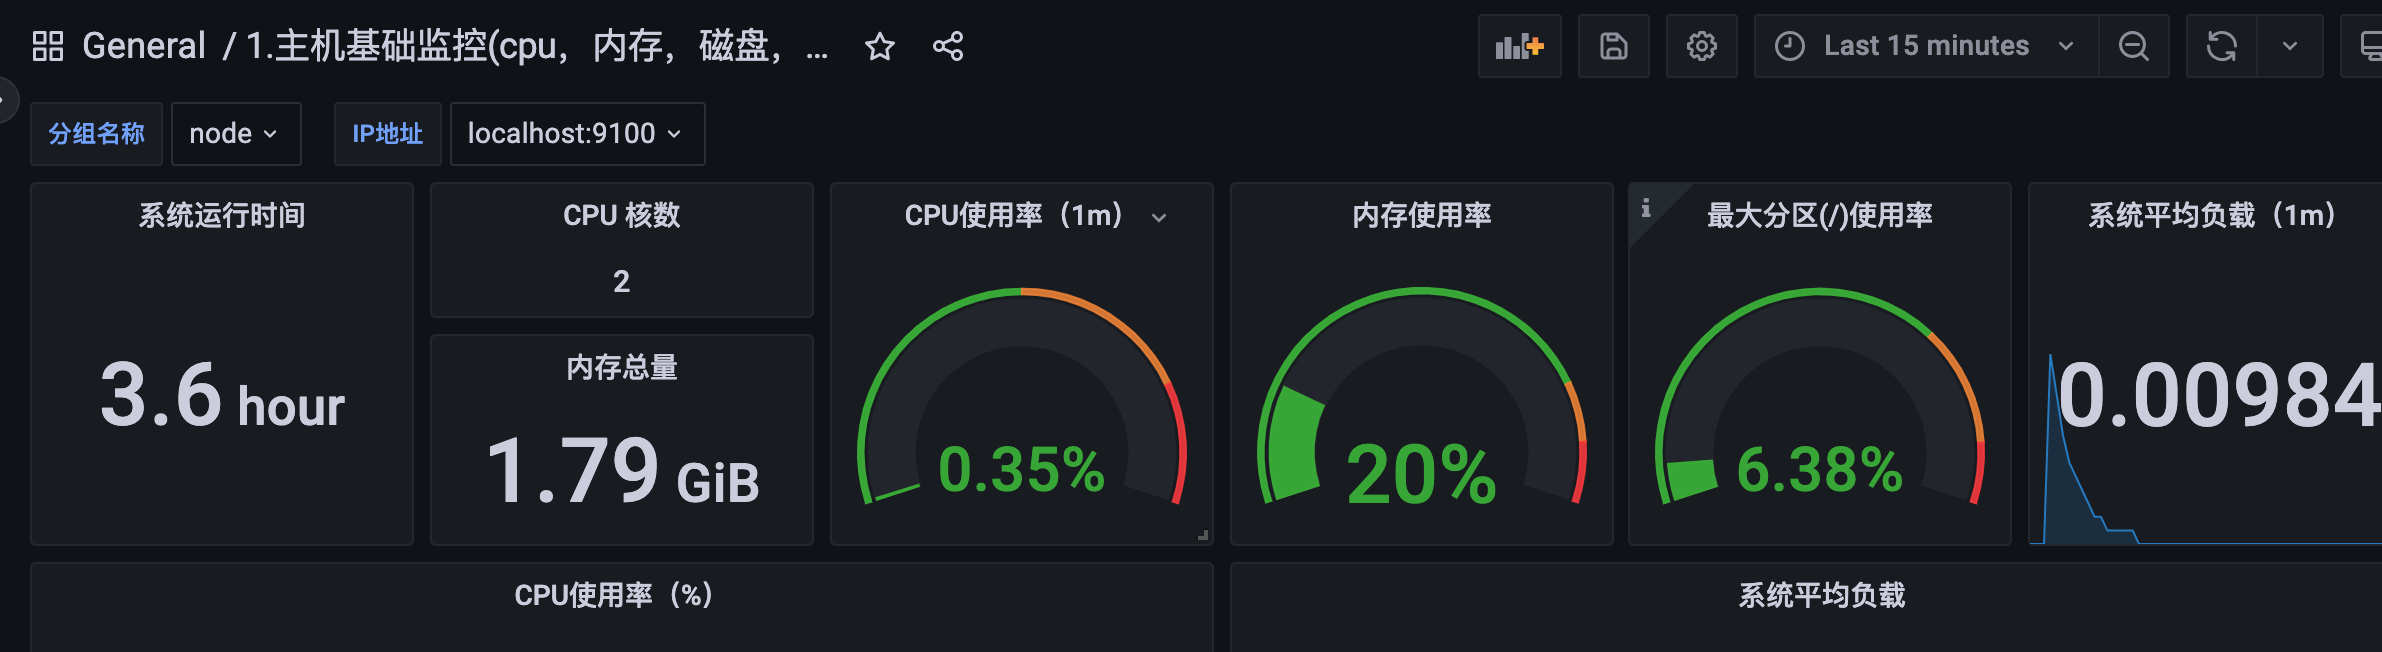 General / 1.主机基础监控(cpu，内存，磁盘，...
Last 15 minutes
分组名称 node IP地址 localhost:9100
系统运行时间
3.6 hour
CPU 核数
2
内存总量
1.79 GiB
CPU使用率（1m）
0.35%
内存使用率
20%
最大分区(/)使用率
6.38%
系统平均负载（1m）
0.00984
CPU使用率（%）
系统平均负载